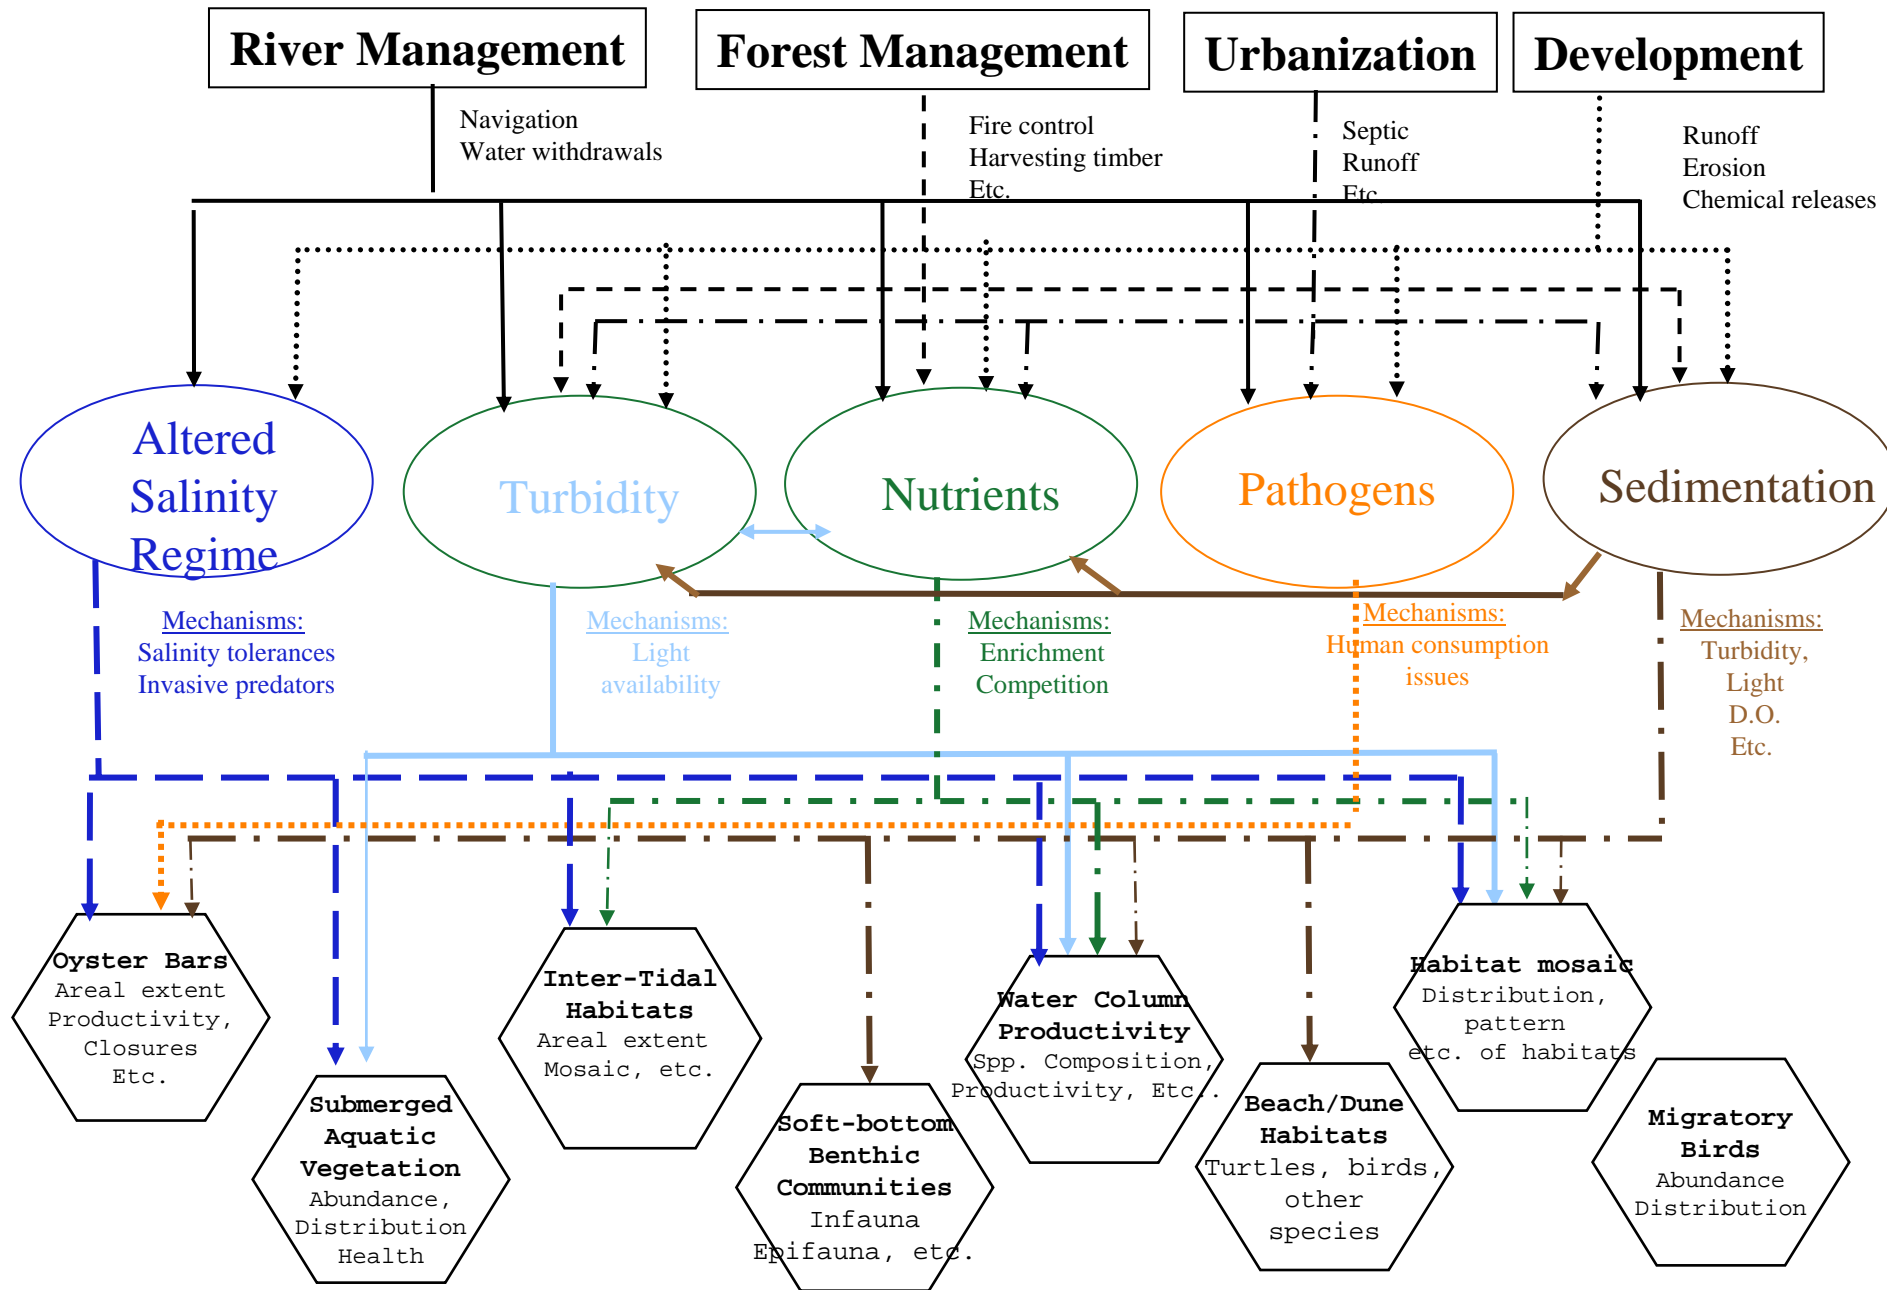 River Management
Forest Management
Urbanization
Development
Navigation
Water withdrawals
Fire control
Harvesting timber
Etc.
Septic
Runoff
Etc.
Runoff
Erosion
Chemical releases
Altered
Salinity
Regime
Turbidity
Nutrients
Pathogens
Sedimentation
Mechanisms:
Salinity tolerances
Invasive predators
Mechanisms:
Light
availability
Mechanisms:
Enrichment
Competition
Mechanisms:
Human consumption
issues
Mechanisms:
Turbidity,
Light
D.O.
Etc.
Oyster Bars
Areal extent
Productivity,
Closures
Etc.
Submerged
Aquatic
Vegetation
Abundance,
Distribution
Health
Inter-Tidal
Habitats
Areal extent
Mosaic, etc.
Soft-bottom
Benthic
Communities
Infauna
Epifauna, etc.
Water Column
Productivity
Spp. Composition,
Productivity, Etc..
Beach/Dune
Habitats
Turtles, birds,
other
species
Habitat mosaic
Distribution,
pattern
etc. of habitats
Migratory
Birds
Abundance
Distribution